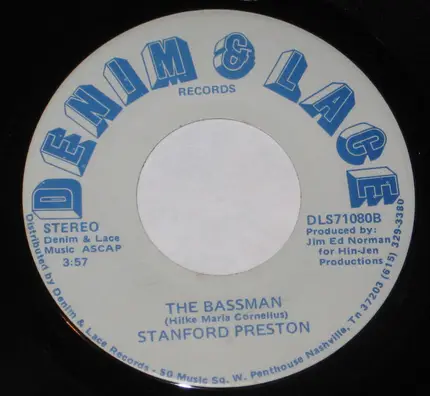 DENIM & LACE
RECORDS
STEREO
Denim & Lace
Music ASCAP
3:57
DLS71080B
Produced by:
Jim Ed Norman
for Hin-Jen
Productions
THE BASSMAN
(Hilke Maria Cornelius)
STANFORD PRESTON
Distributed by Denim & Lace Records - 50 Music Sq. W. Penthouse Nashville, Tn 37203 (615) 329-3380